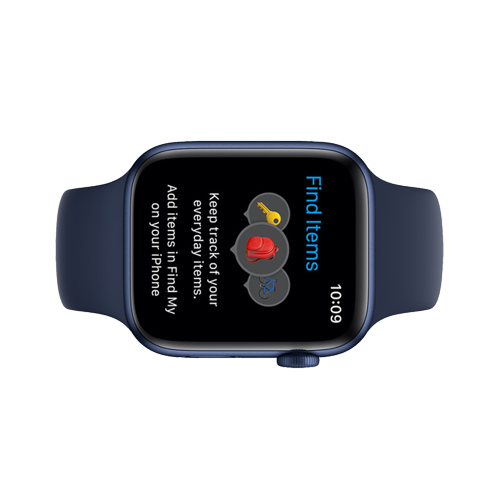 Find Items
10:09
Keep track of your
everyday items.
Add items in Find My
on your iPhone